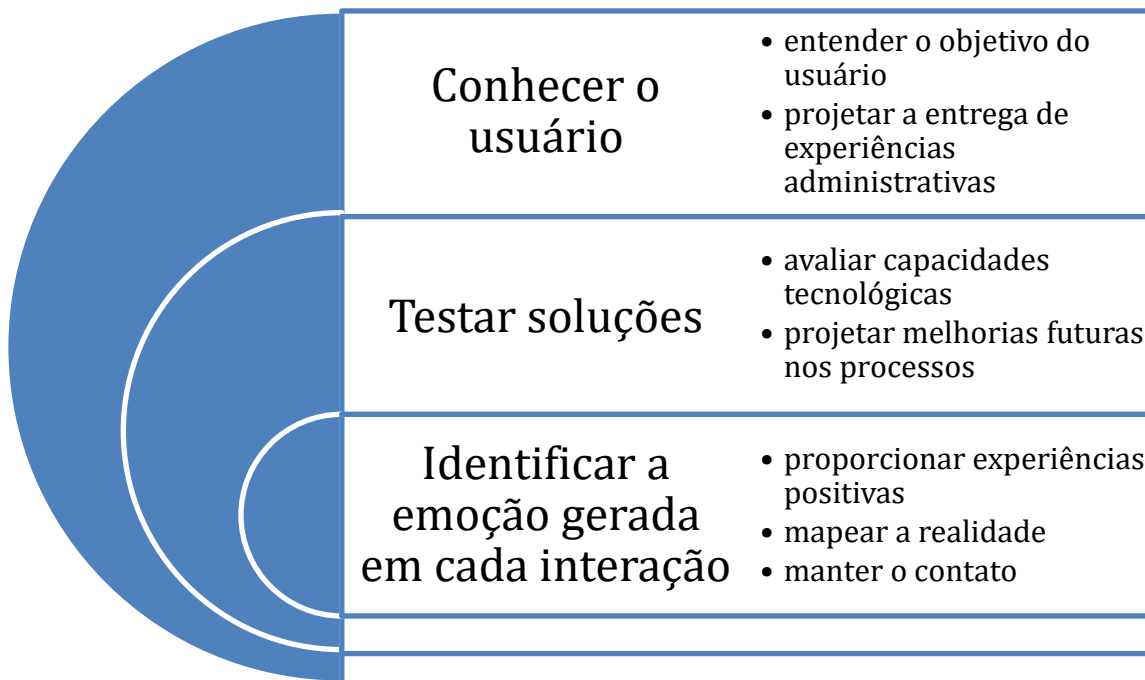 Conhecer o
usuário
• entender o objetivo do
usuário
• projetar a entrega de
experiências
administrativas
Testar soluções
• avaliar capacidades
tecnológicas
• projetar melhorias futuras
nos processos
Identificar a
emoção gerada
em cada interação
• proporcionar experiências
positivas
• mapear a realidade
• manter o contato